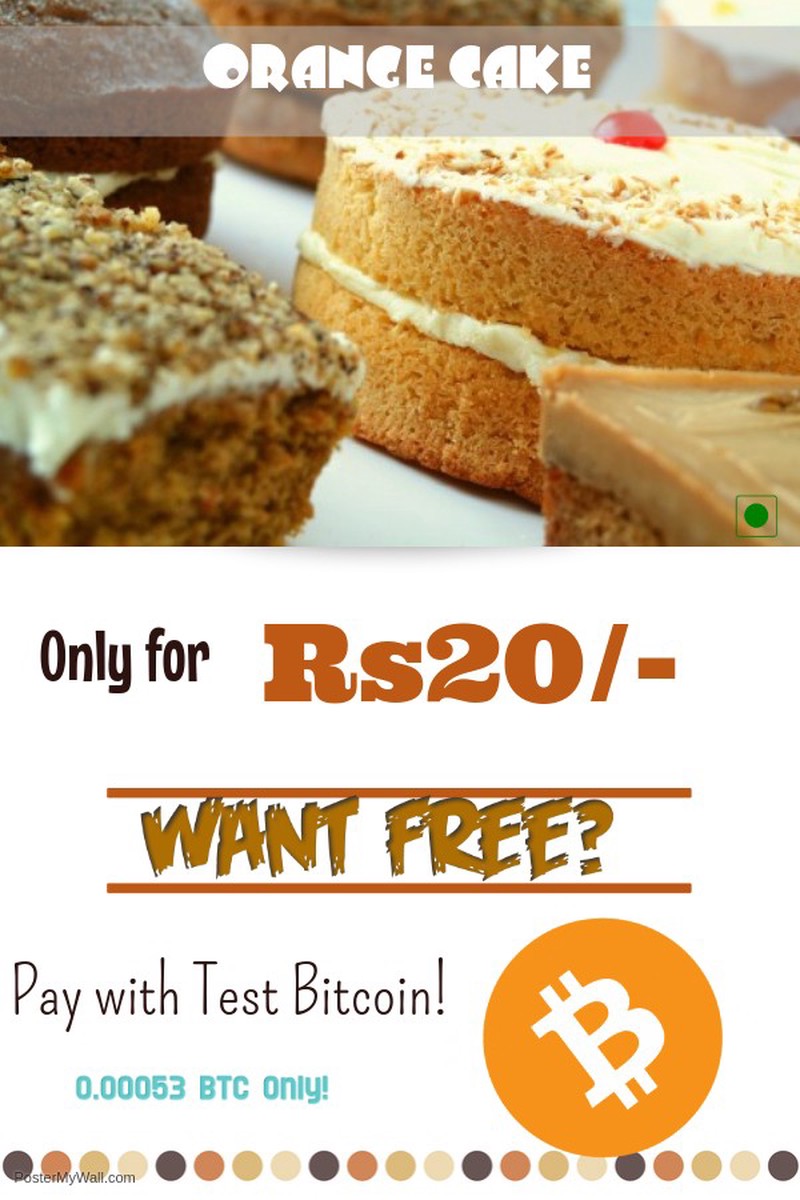 ORANGE CAKE
Only for Rs20/-
WANT FREE?
Pay with Test Bitcoin!
0.00053 BTC Only!
PosterMyWall.com